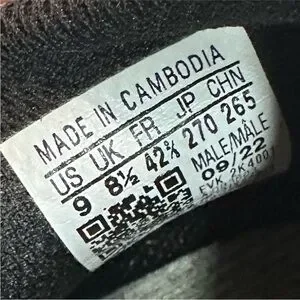 MADE IN CAMBODIA
US UK FR JP CHN
9 8½ 42⅔ 270 265
MALE/MÂLE
09/22